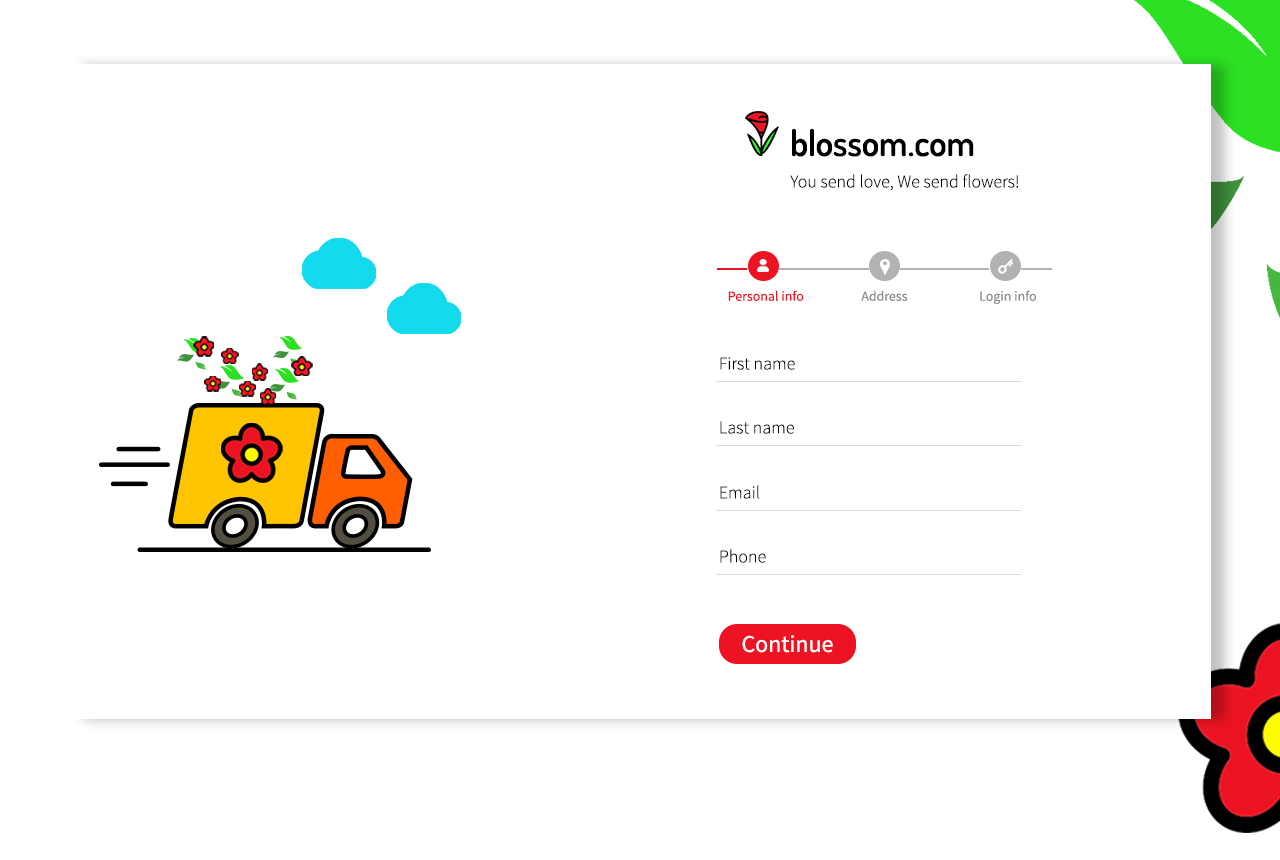 blossom.com
You send love, We send flowers!
Personal info
Address
Login info
First name
Last name
Email
Phone
Continue